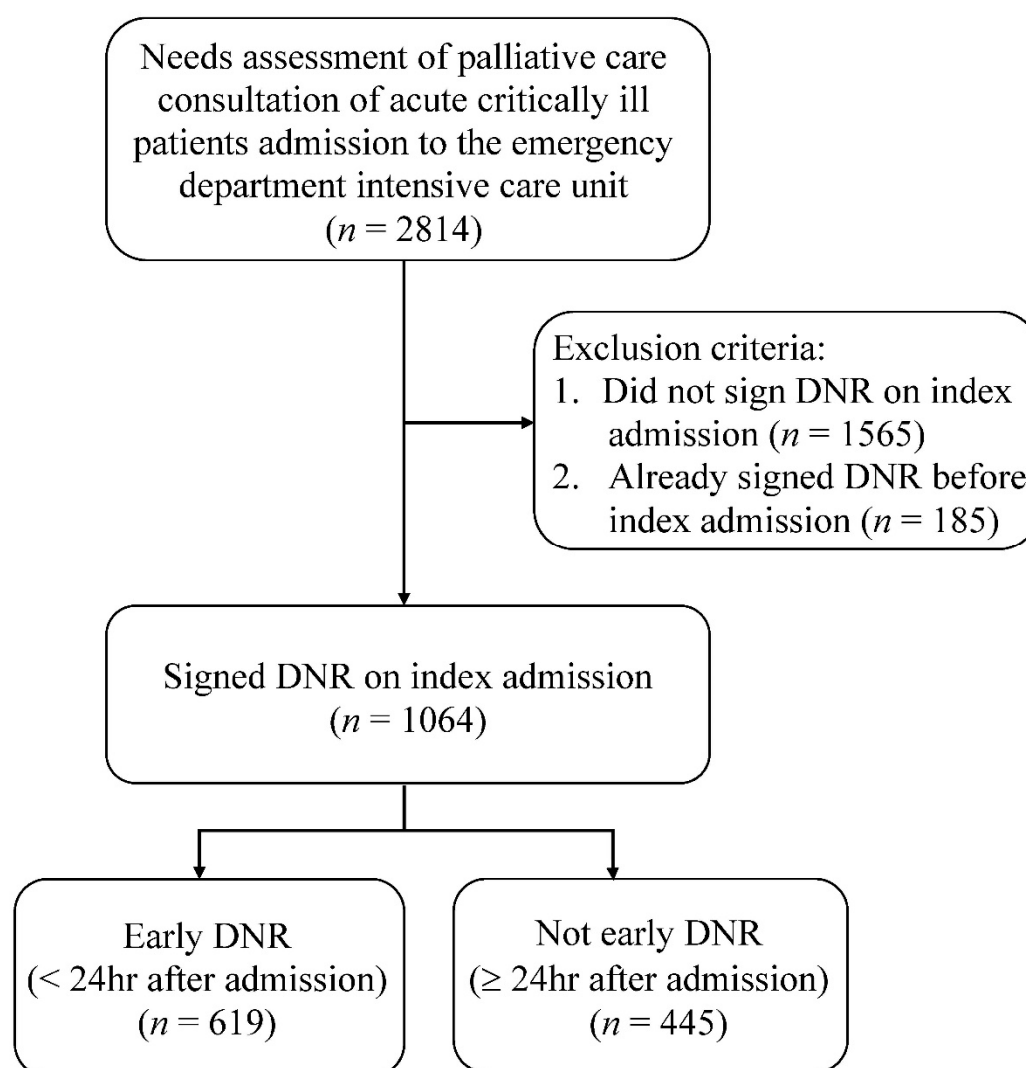 Needs assessment of palliative care
consultation of acute critically ill
patients admission to the emergency
department intensive care unit
(n = 2814)
Exclusion criteria:
1. Did not sign DNR on index
admission (n = 1565)
2. Already signed DNR before
index admission (n = 185)
Signed DNR on index admission
(n = 1064)
Early DNR
(< 24hr after admission)
(n = 619)
Not early DNR
(≥ 24hr after admission)
(n = 445)